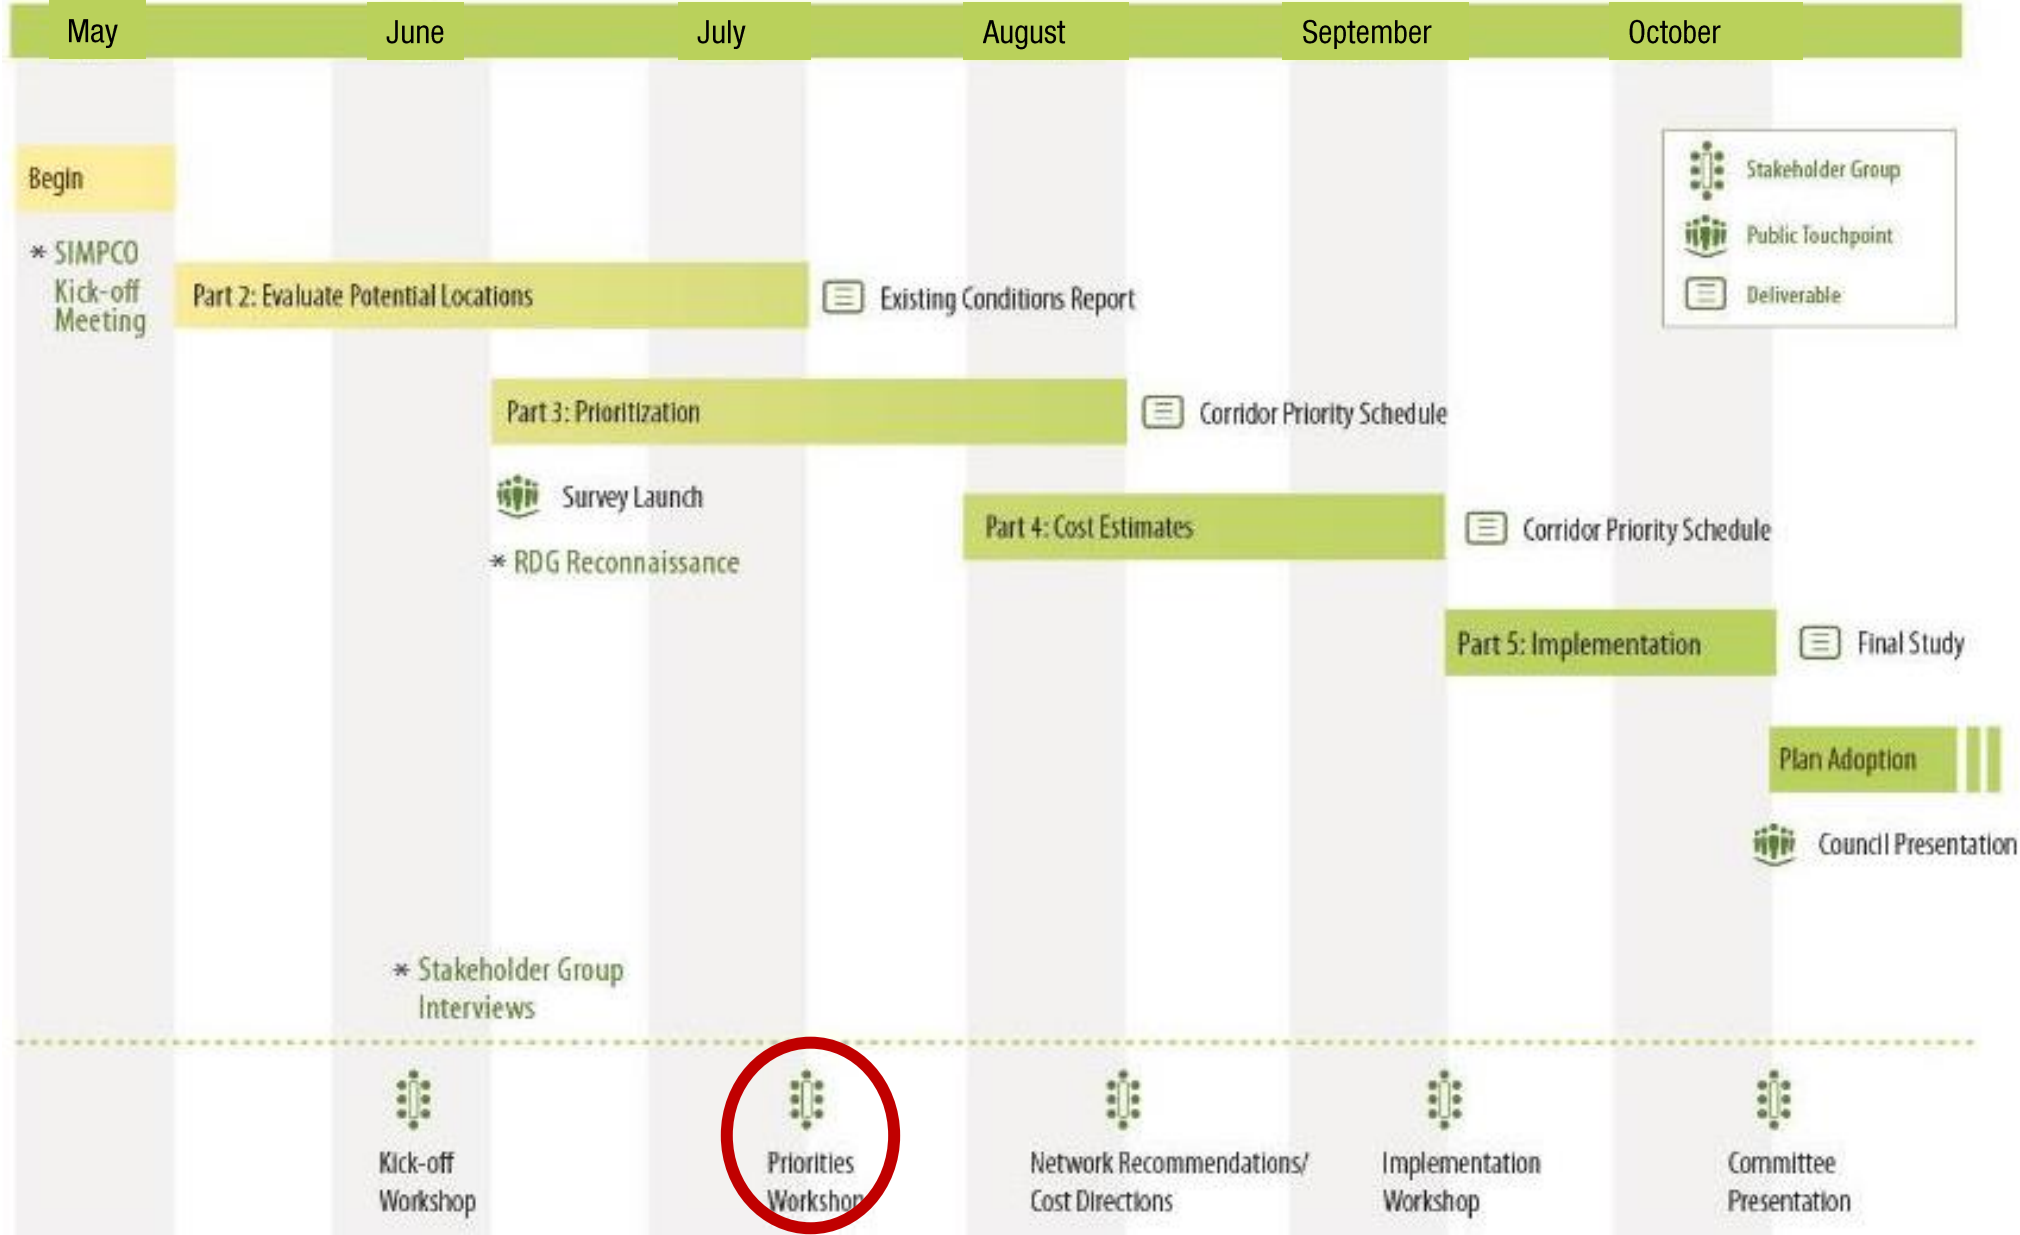 May June July August September October
Begin
* SIMPCO
Kick-off
Meeting
Part 2: Evaluate Potential Locations
Existing Conditions Report
Stakeholder Group
Public Touchpoint
Deliverable
Part 3: Prioritization
Corridor Priority Schedule
Survey Launch
* RDG Reconnaissance
Part 4: Cost Estimates
Corridor Priority Schedule
Part 5: Implementation
Final Study
Plan Adoption
Council Presentation
* Stakeholder Group
Interviews
Kick-off
Workshop
Priorities
Workshop
Network Recommendations/
Cost Directions
Implementation
Workshop
Committee
Presentation